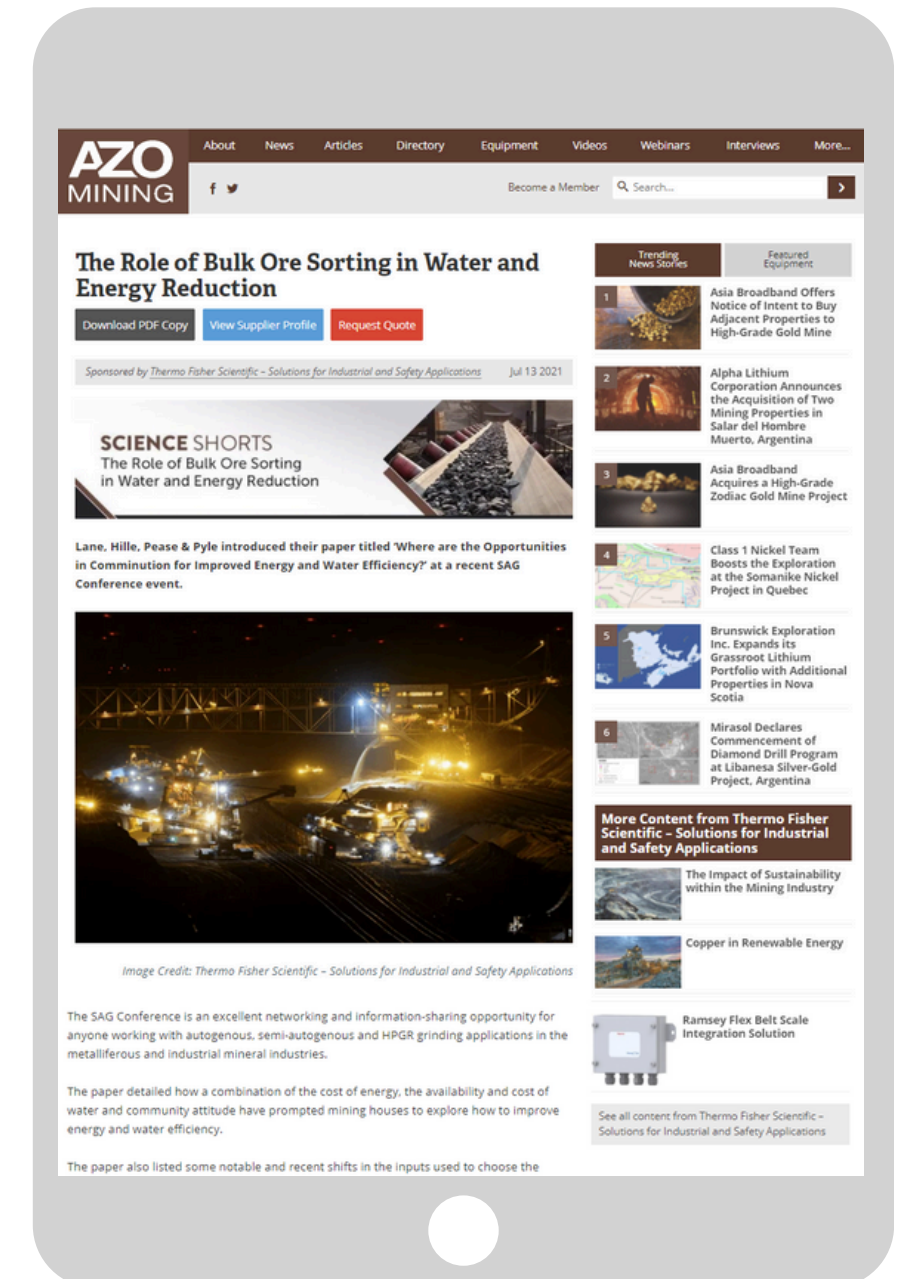 AZO
MINING
About News Articles Directory Equipment Videos Webinars Interviews More...
Become a Member Search...
The Role of Bulk Ore Sorting in Water and
Energy Reduction
Download PDF Copy View Supplier Profile Request Quote
Sponsored by Thermo Fisher Scientific – Solutions for Industrial and Safety Applications Jul 13 2021
SCIENCE SHORTS
The Role of Bulk Ore Sorting
in Water and Energy Reduction
Lane, Hille, Pease & Pyle introduced their paper titled ‘Where are the Opportunities
in Comminution for Improved Energy and Water Efficiency?’ at a recent SAG
Conference event.
Image Credit: Thermo Fisher Scientific – Solutions for Industrial and Safety Applications
The SAG Conference is an excellent networking and information-sharing opportunity for
anyone working with autogenous, semi-autogenous and HPGR grinding applications in the
metalliferous and industrial mineral industries.
The paper detailed how a combination of the cost of energy, the availability and cost of
water and community attitude have prompted mining houses to explore how to improve
energy and water efficiency.
The paper also listed some notable and recent shifts in the inputs used to choose the
Trending
News Stories
Featured
Equipment
1
Asia Broadband Offers
Notice of Intent to Buy
Adjacent Properties to
High-Grade Gold Mine
2
Alpha Lithium
Corporation Announces
the Acquisition of Two
Mining Properties in
Salar del Hombre
Muerto, Argentina
3
Asia Broadband
Acquires a High-Grade
Zodiac Gold Mine Project
4
Class 1 Nickel Team
Boosts the Exploration
at the Somanike Nickel
Project in Quebec
5
Brunswick Exploration
Inc. Expands its
Grassroot Lithium
Portfolio with Additional
Properties in Nova
Scotia
6
Mirasol Declares
Commencement of
Diamond Drill Program
at Libanesa Silver-Gold
Project, Argentina
More Content from Thermo Fisher
Scientific – Solutions for Industrial
and Safety Applications
The Impact of Sustainability
within the Mining Industry
Copper in Renewable Energy
Ramsey Flex Belt Scale
Integration Solution
See all content from Thermo Fisher Scientific –
Solutions for Industrial and Safety Applications